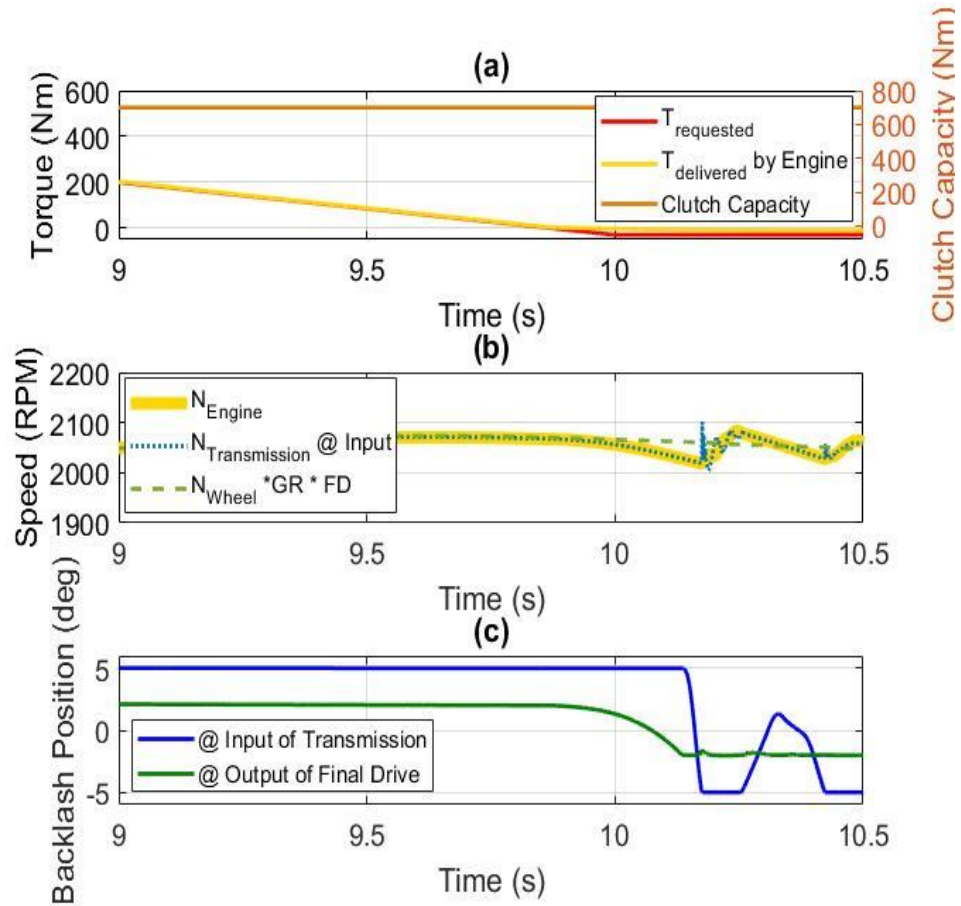 (a)
Torque (Nm)
600
400
200
0
Clutch Capacity (Nm)
800
600
400
200
0
T requested
T delivered by Engine
Clutch Capacity
9
9.5
10
10.5
Time (s)
(b)
Speed (RPM)
2200
2100
2000
1900
N Engine
N Transmission @ Input
N Wheel *GR * FD
9
9.5
10
10.5
Time (s)
(c)
Backlash Position (deg)
5
0
-5
@ Input of Transmission
@ Output of Final Drive
9
9.5
10
10.5
Time (s)